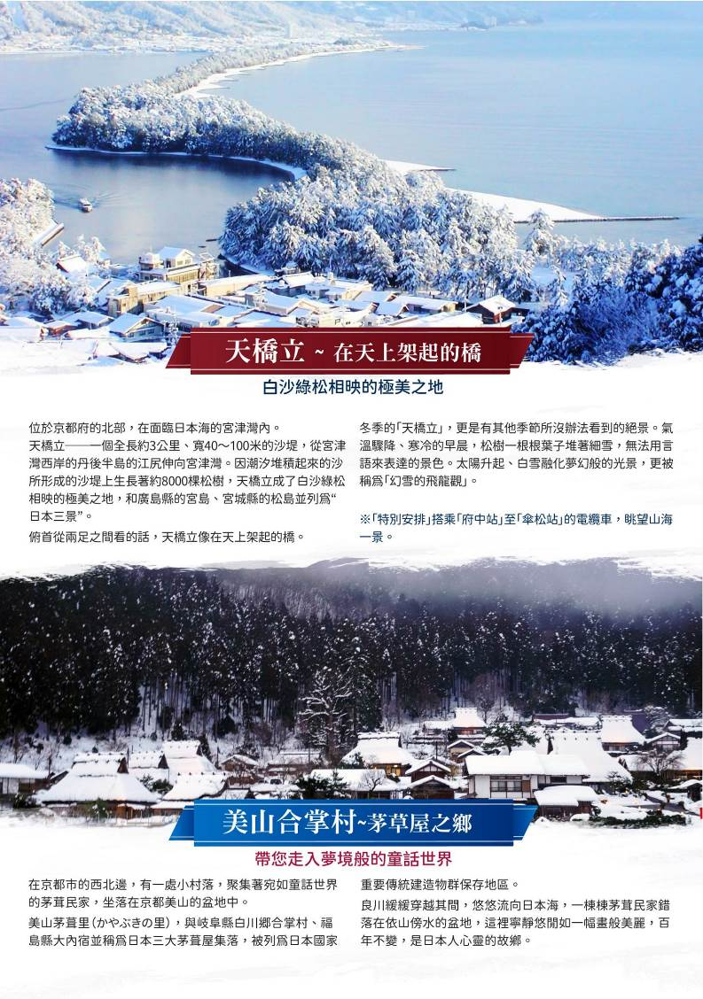 天橋立 ~ 在天上架起的橋
白沙綠松相映的極美之地
位於京都府的北部，在面臨日本海的宮津灣內。
天橋立──一個全長約3公里、寬40～100米的沙堤，從宮津
灣西岸的丹後半島的江尻伸向宮津灣。因潮汐堆積起來的沙
所形成的沙堤上生長著約8000棵松樹，天橋立成了白沙綠松
相映的極美之地，和廣島縣的宮島、宮城縣的松島並列爲“
日本三景”。
俯首從兩足之間看的話，天橋立像在天上架起的橋。
冬季的｢天橋立｣，更是有其他季節所沒辦法看到的絕景。氣
溫驟降、寒冷的早晨，松樹一根根葉子堆著細雪，無法用言
語來表達的景色。太陽升起、白雪融化夢幻般的光景，更被
稱爲｢幻雪的飛龍觀｣。
※｢特別安排｣搭乘｢府中站｣至｢傘松站｣的電纜車，眺望山海
一景。
美山合掌村~茅草屋之鄉
帶您走入夢境般的童話世界
在京都市的西北邊，有一處小村落，聚集著宛如童話世界
的茅茸民家，坐落在京都美山的盆地中。
美山茅葺里（かやぶきの里），與岐阜縣白川鄉合掌村、福
島縣大內宿並稱爲日本三大茅葺屋集落，被列爲日本國家
重要傳統建造物群保存地區。
良川緩緩穿越其間，悠悠流向日本海，一棟棟茅茸民家錯
落在依山傍水的盆地，這裡寧靜悠閒如一幅畫般美麗，百
年不變，是日本人心靈的故鄉。